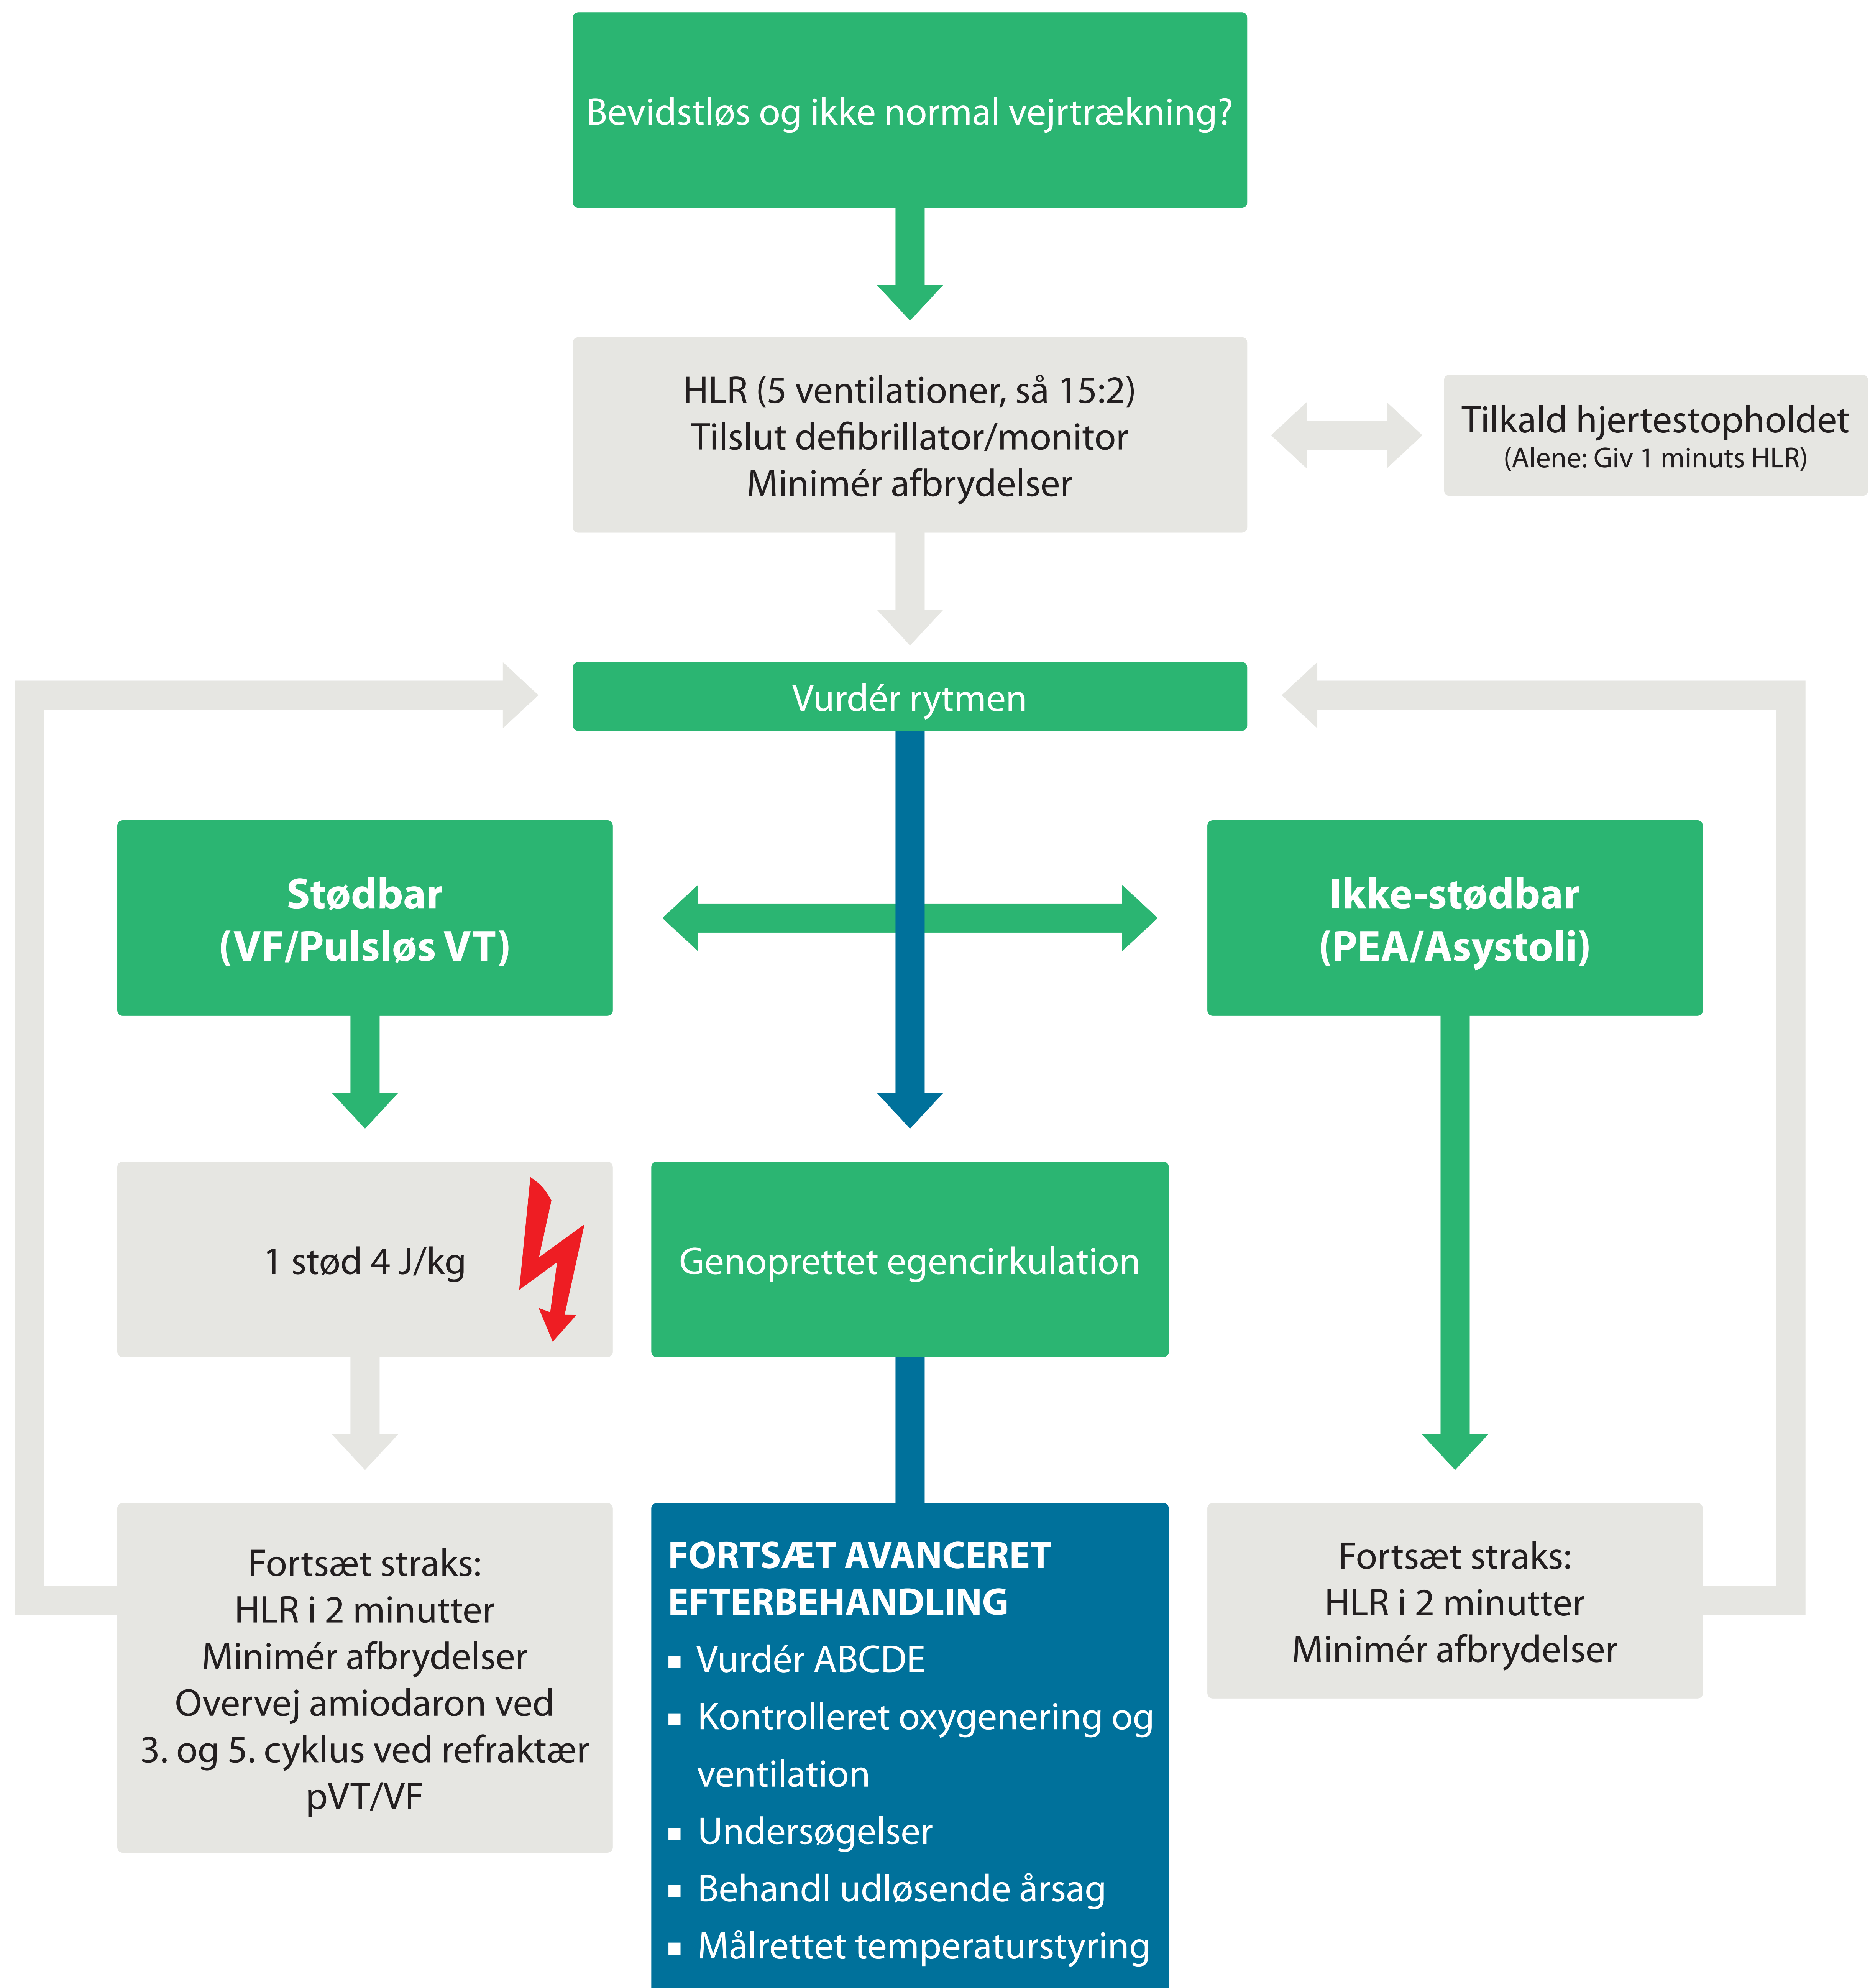 Bevidstløs og ikke normal vejrtrækning?
HLR (5 ventilationer, så 15:2)
Tilslut defibrillator/monitor
Minimér afbrydelser
Tilkald hjertestopholdet
(Alene: Giv 1 minuts HLR)
Vurdér rytmen
Stødbar
(VF/Pulsløs VT)
Ikke-stødbar
(PEA/Asystoli)
1 stød 4 J/kg
Genoprettet egencirkulation
Fortsæt straks:
HLR i 2 minutter
Minimér afbrydelser
Overvej amiodaron ved
3. og 5. cyklus ved refraktær
pVT/VF
FORTSÆT AVANCERET
EFTERBEHANDLING
▪ Vurdér ABCDE
▪ Kontrolleret oxygenering og
ventilation
▪ Undersøgelser
▪ Behandl udløsende årsag
▪ Målrettet temperaturstyring
Fortsæt straks:
HLR i 2 minutter
Minimér afbrydelser